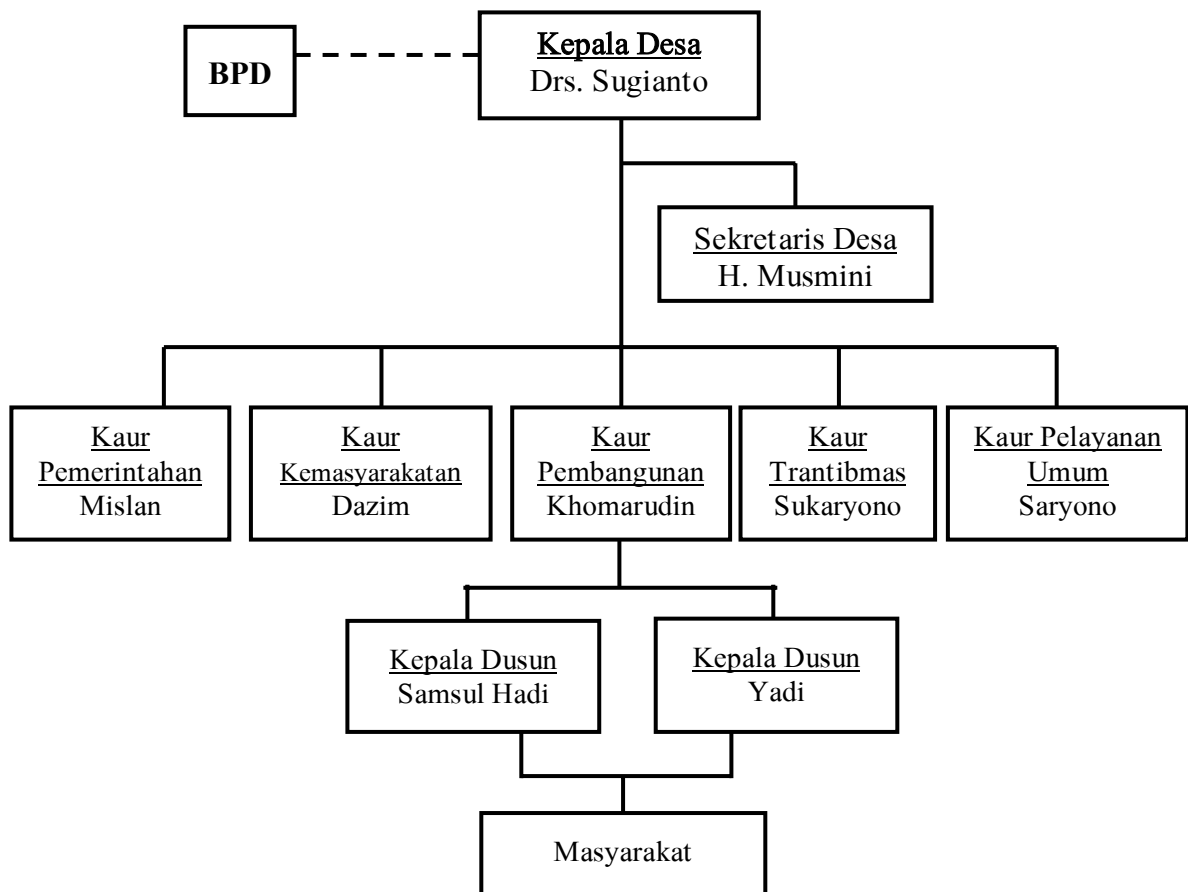 Kepala Desa
Drs. Sugianto
BPD
Sekretaris Desa
H. Musmini
Kaur
Pemerintahan
Mislan
Kaur
Kemasyarakatan
Dazim
Kaur
Pembangunan
Khomarudin
Kaur
Trantibmas
Sukaryono
Kaur Pelayanan
Umum
Saryono
Kepala Dusun
Samsul Hadi
Kepala Dusun
Yadi
Masyarakat